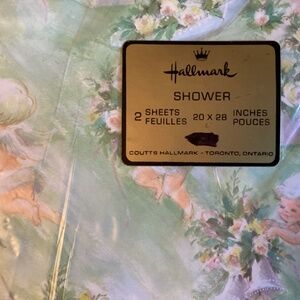 Hallmark
SHOWER
2 SHEETS 20 X 28 INCHES
FEUILLES POUCES
COUTTS HALLMARK - TORONTO, ONTARIO